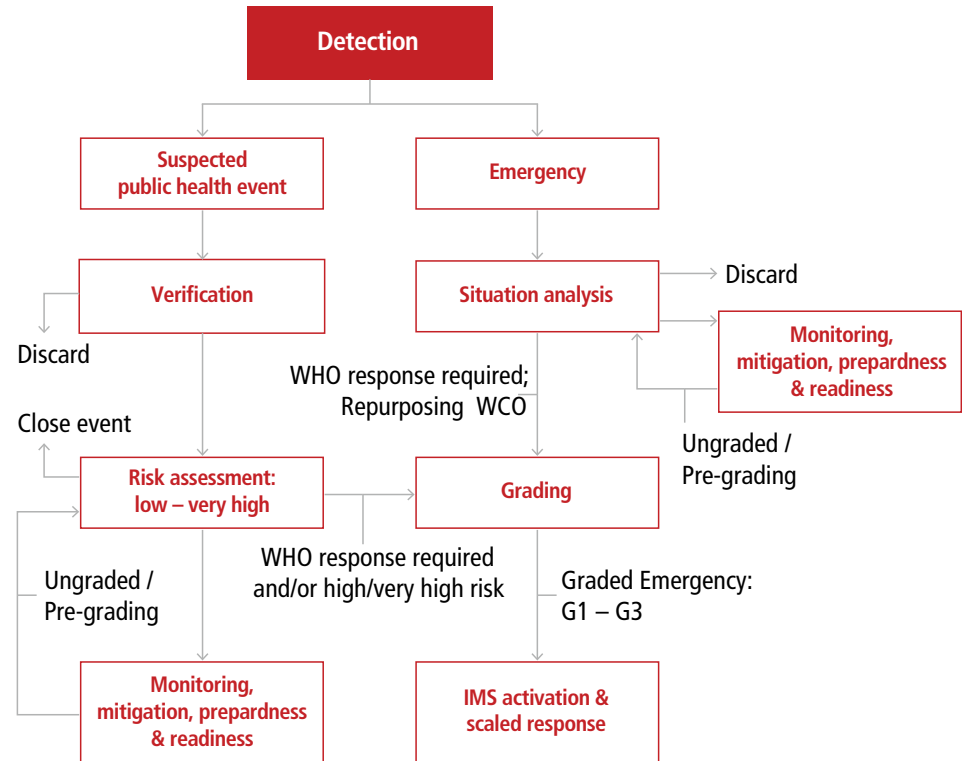 Detection
Suspected
public health event
Emergency
Verification
Situation analysis
Discard
Discard
Monitoring,
mitigation, prepardness
& readiness
WHO response required;
Repurposing WCO
Ungraded /
Pre-grading
Close event
Risk assessment:
low – very high
Grading
WHO response required
and/or high/very high risk
Ungraded /
Pre-grading
Graded Emergency:
G1 – G3
Monitoring,
mitigation, prepardness
& readiness
IMS activation &
scaled response